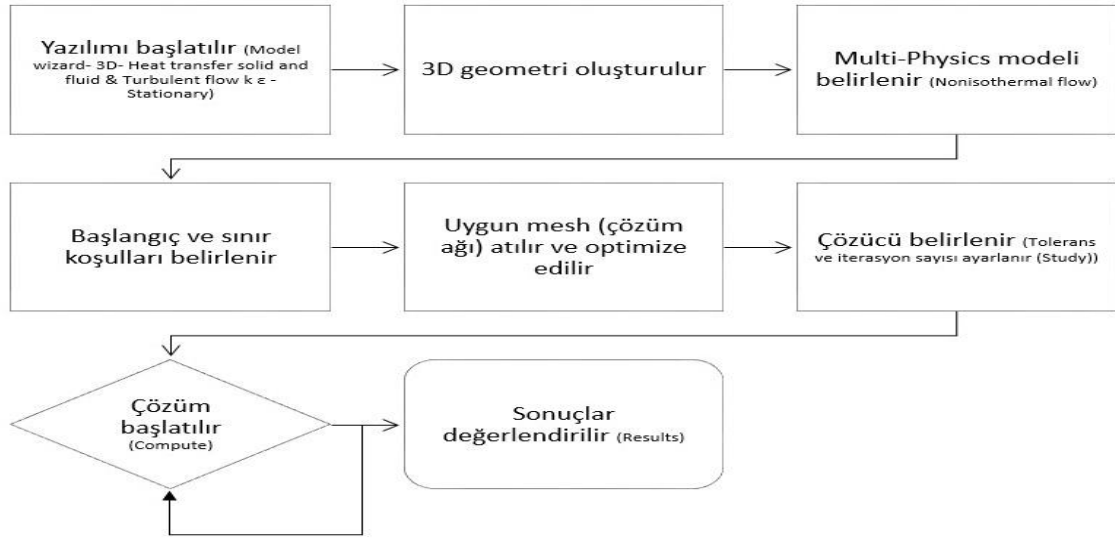 Yazılımı başlatılır (Model
wizard- 3D- Heat transfer solid and
fluid & Turbulent flow k ε -
Stationary)
3D geometri oluşturulur
Multi-Physics modeli
belirlenir (Nonisothermal flow)
Başlangıç ve sınır
koşulları belirlenir
Uygun mesh (çözüm
ağı) atılır ve optimize
edilir
Çözücü belirlenir (Tolerans
ve iterasyon sayısı ayarlanır (Study))
Çözüm
başlatılır
(Compute)
Sonuçlar
değerlendirilir (Results)